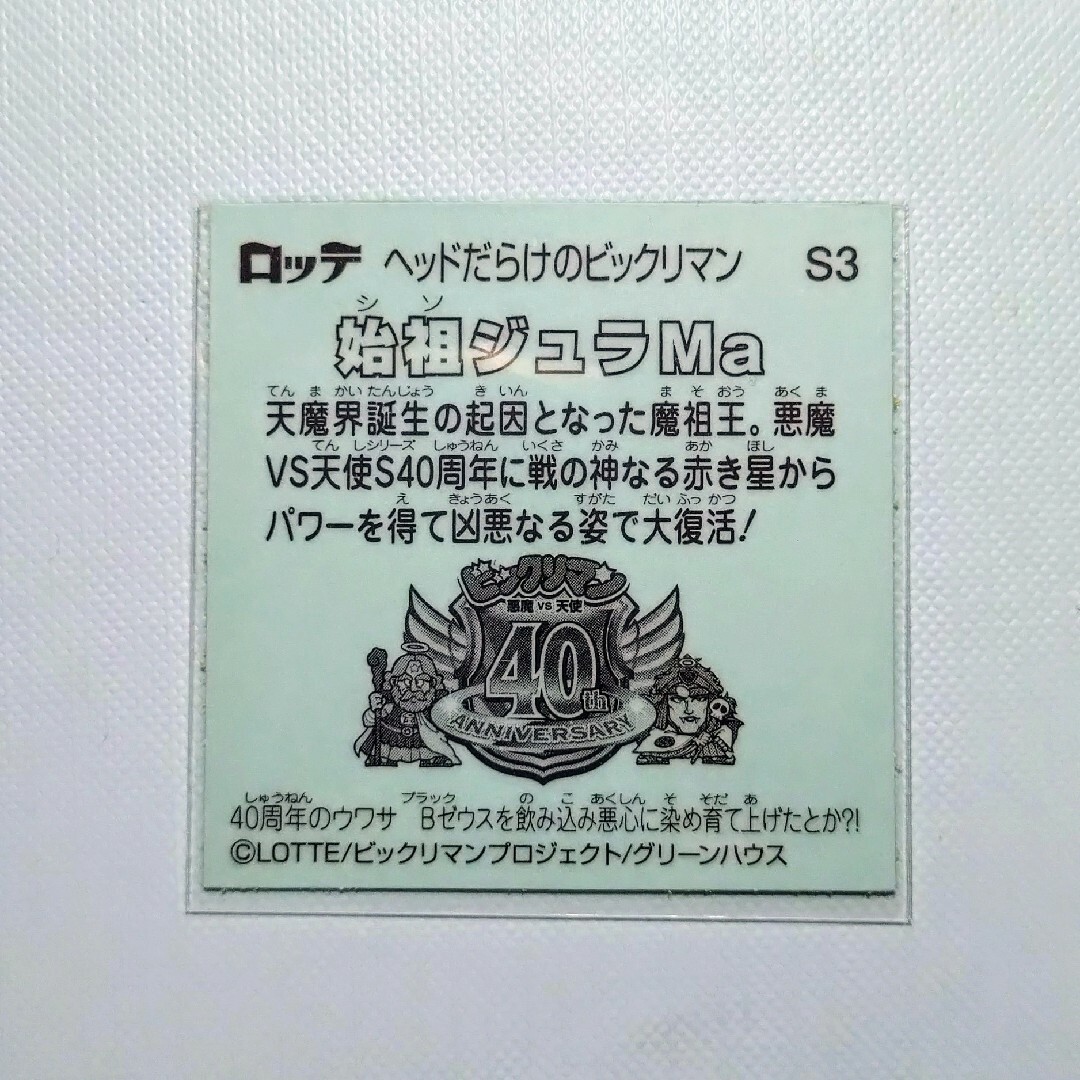 ロッテ ヘッドだらけのビックリマン S3
シソ
始祖ジュラMa
てんまかいたんじょう きいん まそおう あくま
天魔界誕生の起因となった魔祖王。悪魔
てんしシリーズ しゅうねん いくさ かみ あか ほし
VS天使S40周年に戦の神なる赤き星から
え きょうあく すがた だいふっかつ
パワーを得て凶悪なる姿で大復活!
ビックリマン
悪魔 VS 天使
40th
ANNIVERSARY
しゅうねん ブラック の こ あくしん そ そだ あ
40周年のウワサ Bゼウスを飲み込み悪心に染め育て上げたとか?!
©LOTTE/ビックリマンプロジェクト/グリーンハウス